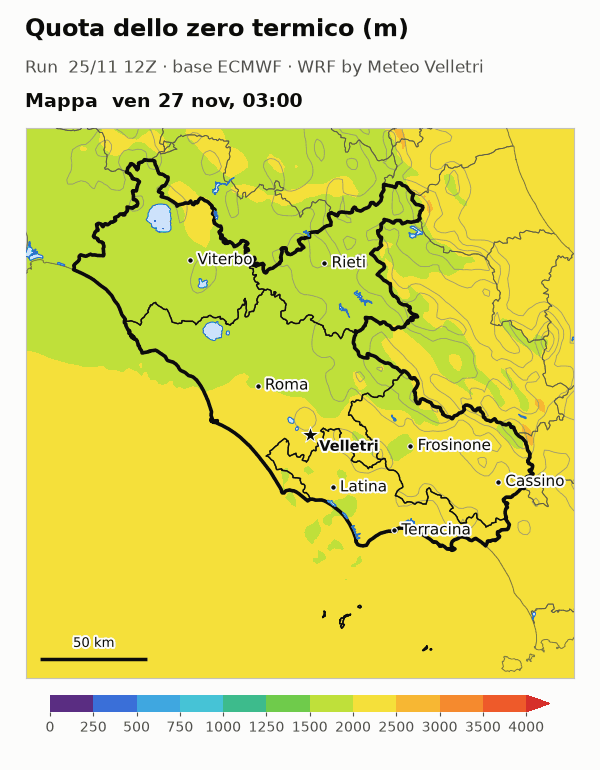 Quota dello zero termico (m)
Run 25/11 12Z · base ECMWF · WRF by Meteo Velletri
Mappa ven 27 nov, 03:00
Viterbo
Rieti
Roma
Velletri
Frosinone
Latina
Cassino
Terracina
50 km
0 250 500 750 1000 1250 1500 2000 2500 3000 3500 4000